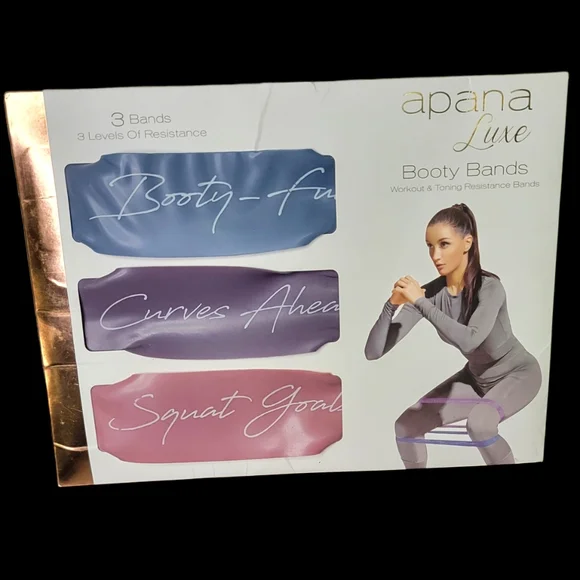 3 Bands
3 Levels Of Resistance
Booty-fu
Curves Ahea
Squat Goals
apana
Luxe
Booty Bands
Workout & Toning Resistance Bands